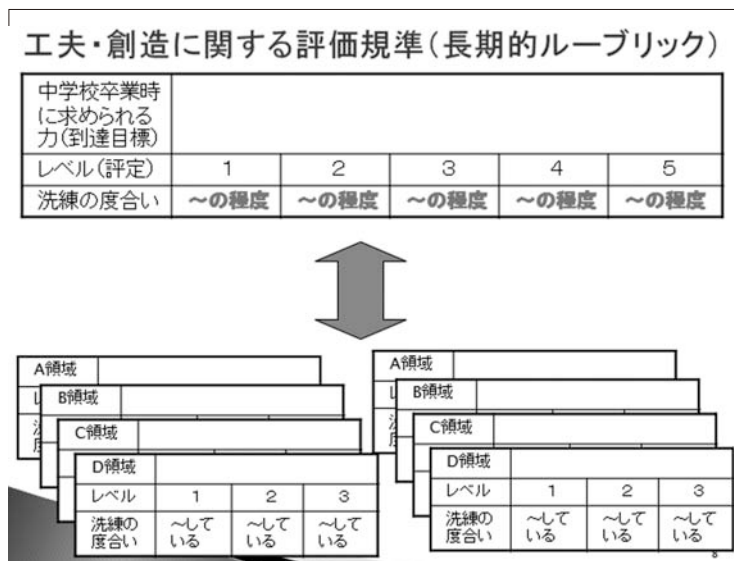 工夫・創造に関する評価規準(長期的ルーブリック)
中学校卒業時
に求められる
力(到達目標)
レベル(評定) 1 2 3 4 5
洗練の度合い ～の程度 ～の程度 ～の程度 ～の程度 ～の程度
A領域
レ
B領域
洗
度
C領域
D領域
レベル 1 2 3
洗練の ～して ～して ～して
度合い いる いる いる
A領域
レ
B領域
洗
度
C領域
D領域
レベル 1 2 3
洗練の ～して ～して ～して
度合い いる いる いる
8